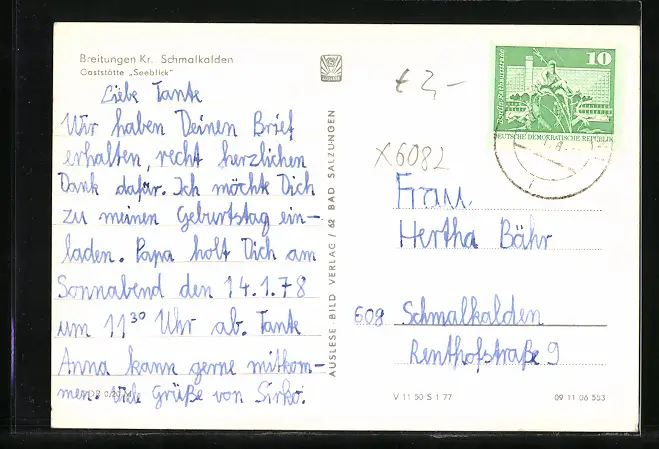 Breitungen Kr. Schmalkalden
Gaststätte „Seeblick"
Liebe Tante
Wir haben Deinen Brief
erhalten, recht herzlichen
Dank dafür. Ich möchte Dich
zu meinen Geburtstag ein-
laden. Papa holt Dich am
Sonnabend den 14.1.78
um 11³⁰ Uhr ab. Tante
Anna kann gerne mitkom-
men. Viele Grüße von Sirko.
AUSLESE BILD VERLAG / 62 BAD SALZUNGEN
€ 2,-
X6082
10
DEUTSCHE DEMOKRATISCHE REPUBLIK
Frau.
Hertha Bähr
608 Schmalkalden
Renthofstraße 9
V 11 50 S 1 77
09 11 06 553